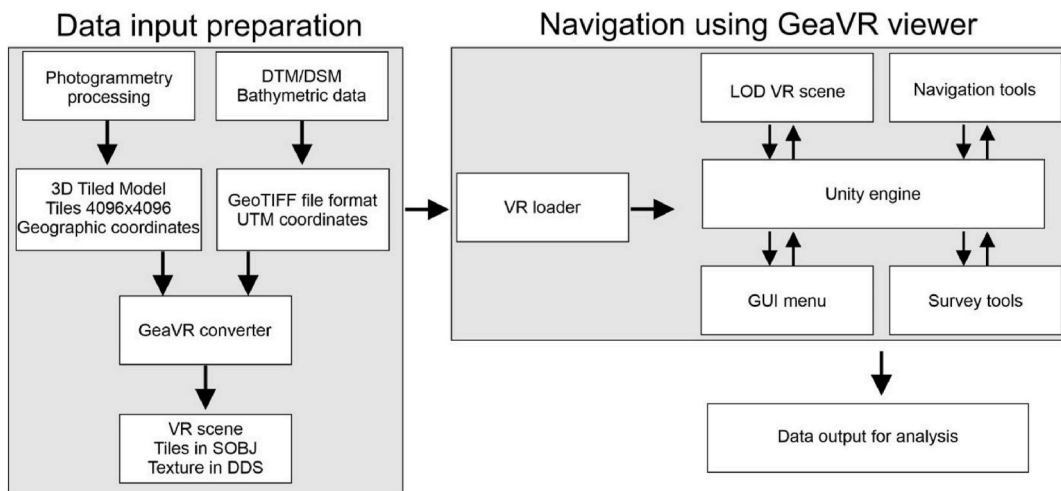 Data input preparation
Photogrammetry
processing
DTM/DSM
Bathymetric data
3D Tiled Model
Tiles 4096x4096
Geographic coordinates
GeoTIFF file format
UTM coordinates
GeaVR converter
VR scene
Tiles in SOBJ
Texture in DDS
Navigation using GeaVR viewer
VR loader
LOD VR scene
Navigation tools
Unity engine
GUI menu
Survey tools
Data output for analysis